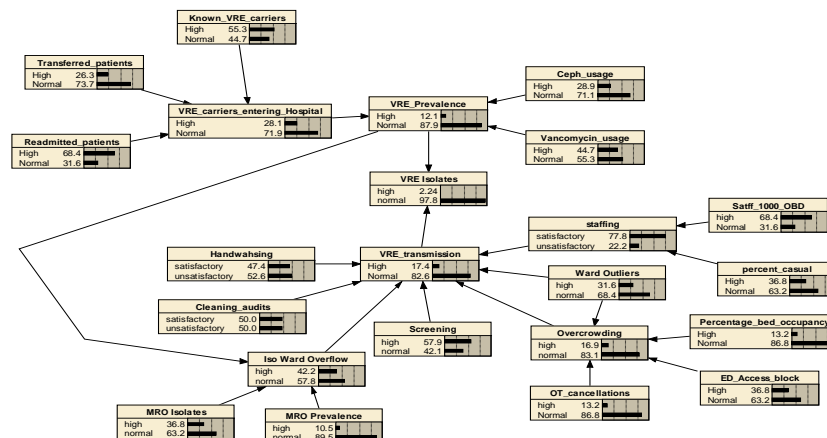 Known_VRE_carriers
High 55.3
Normal 44.7
Transferred_patients
High 26.3
Normal 73.7
Ceph_usage
High 28.9
Normal 71.1
VRE_carriers_entering_Hospital
High 28.1
Normal 71.9
VRE_Prevalence
High 12.1
Normal 87.9
Readmitted_patients
High 68.4
Normal 31.6
Vancomycin_usage
High 44.7
Normal 55.3
VRE Isolates
high 2.24
normal 97.8
Satff_1000_OBD
high 68.4
Normal 31.6
staffing
satisfactory 77.8
unsatisfactory 22.2
Handwahsing
satisfactory 47.4
unsatisfactory 52.6
VRE_transmission
High 17.4
Normal 82.6
Ward Outliers
high 31.6
normal 68.4
percent_casual
High 36.8
Normal 63.2
Cleaning_audits
satisfactory 50.0
unsatisfactory 50.0
Screening
high 57.9
normal 42.1
Overcrowding
high 16.9
normal 83.1
Percentage_bed_occupancy
High 13.2
Normal 86.8
Iso Ward Overflow
high 42.2
normal 57.8
ED_Access_block
High 36.8
Normal 63.2
OT_cancellations
high 13.2
Normal 86.8
MRO Isolates
high 36.8
normal 63.2
MRO Prevalence
high 10.5
normal 89.5